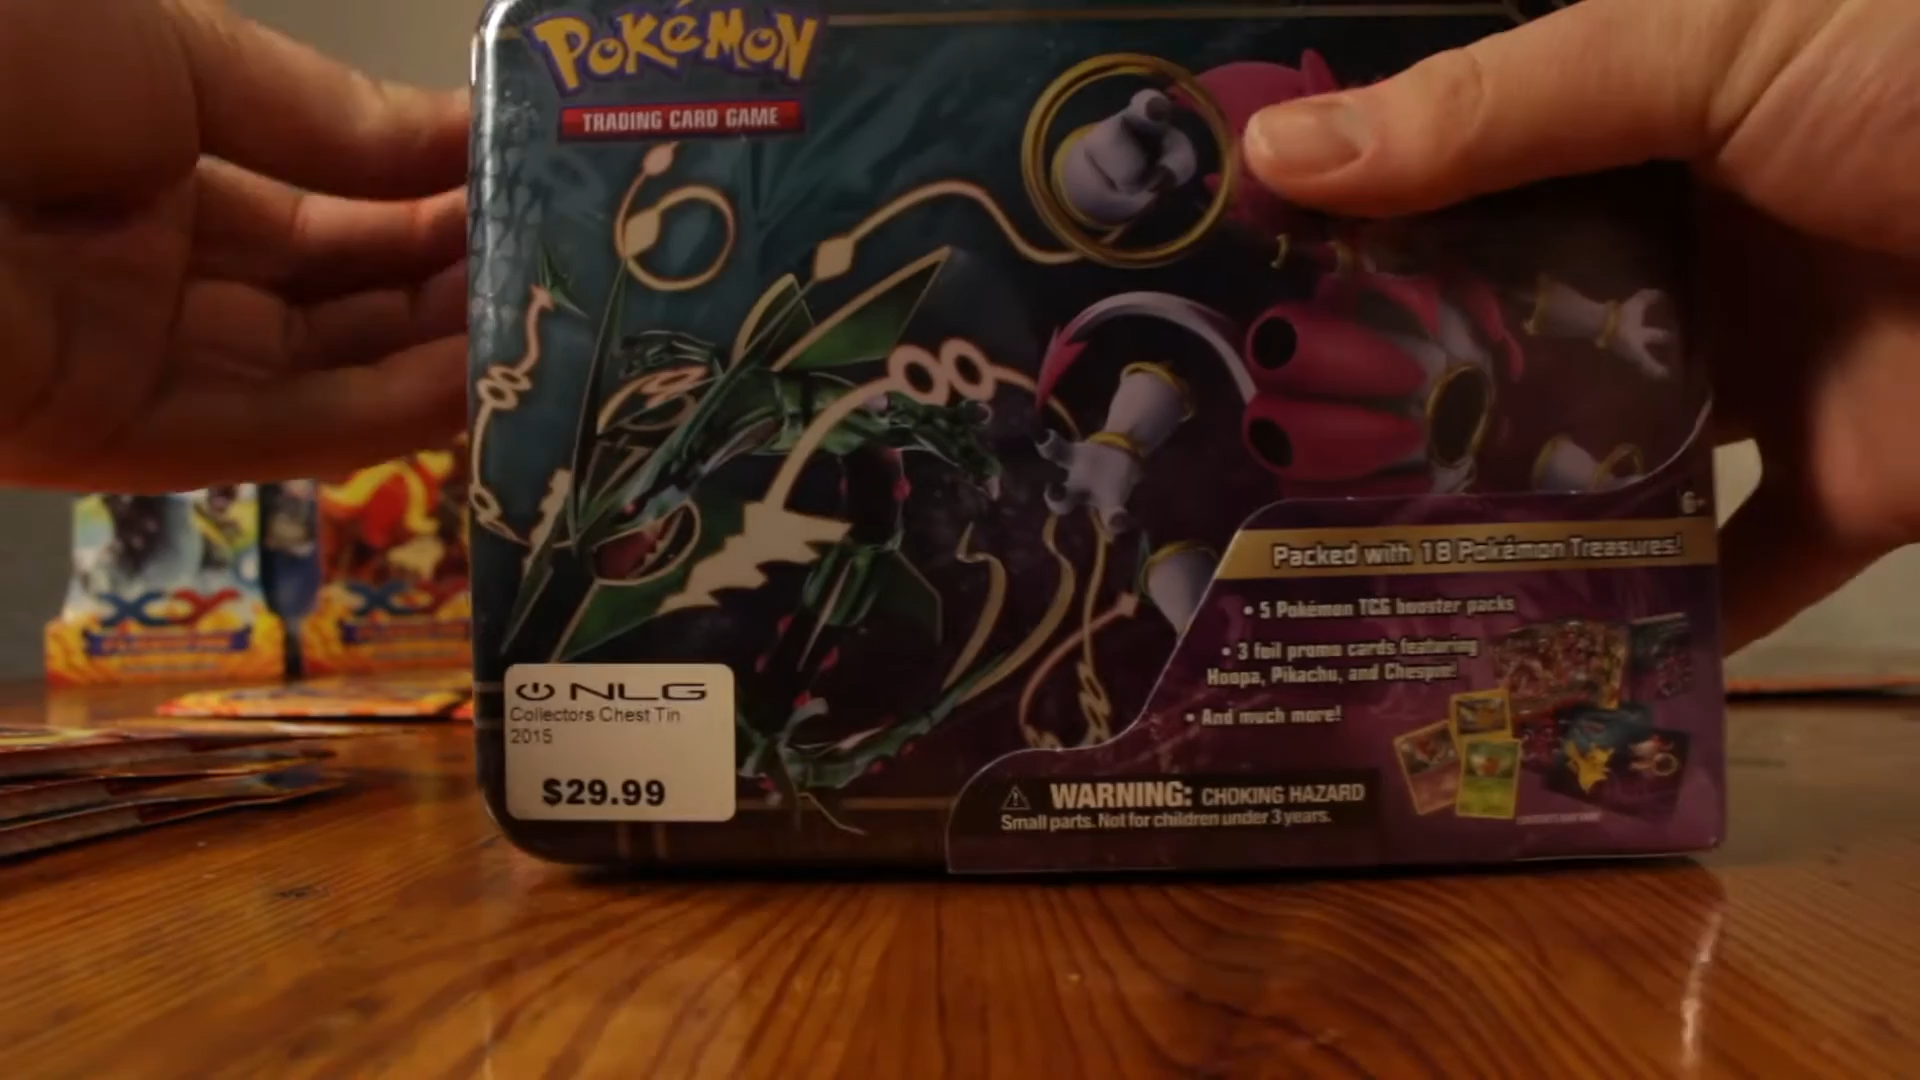 POKéMON
TRADING CARD GAME
6+
Packed with 18 Pokémon Treasures!
• 5 Pokémon TCG booster packs
• 3 foil promo cards featuring
Hoopa, Pikachu, and Chespin!
• And much more!
NLG
Collectors Chest Tin
2015
$29.99
WARNING: CHOKING HAZARD
Small parts. Not for children under 3 years.
XY
XY